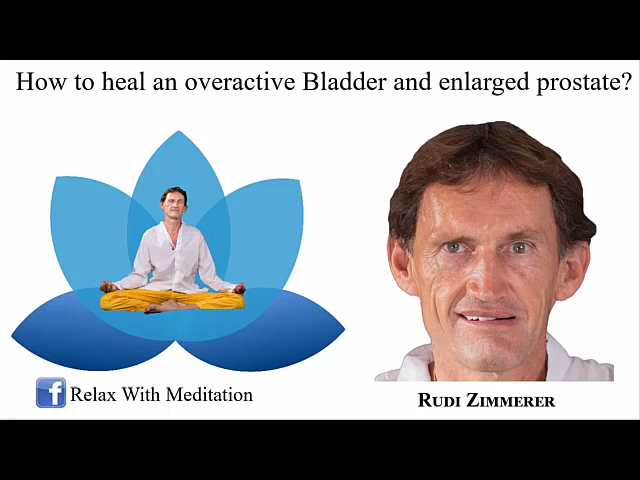 How to heal an overactive Bladder and enlarged prostate?
f Relax With Meditation
RUDI ZIMMERER